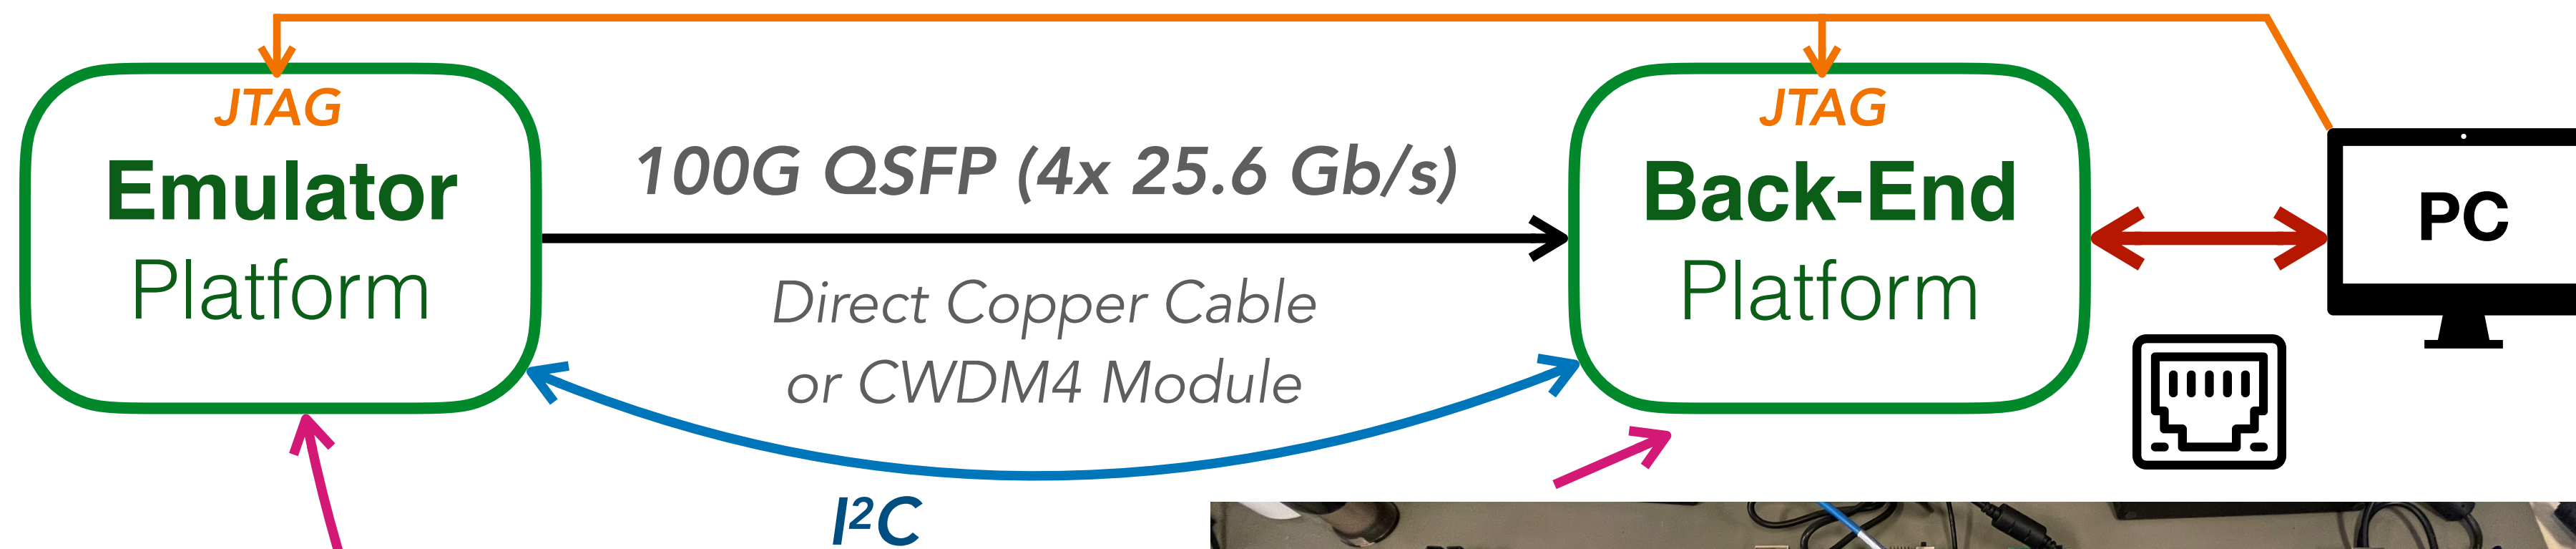 JTAG
Emulator
Platform
100G QSFP (4x 25.6 Gb/s)
Direct Copper Cable
or CWDM4 Module
I²C
JTAG
Back-End
Platform
PC